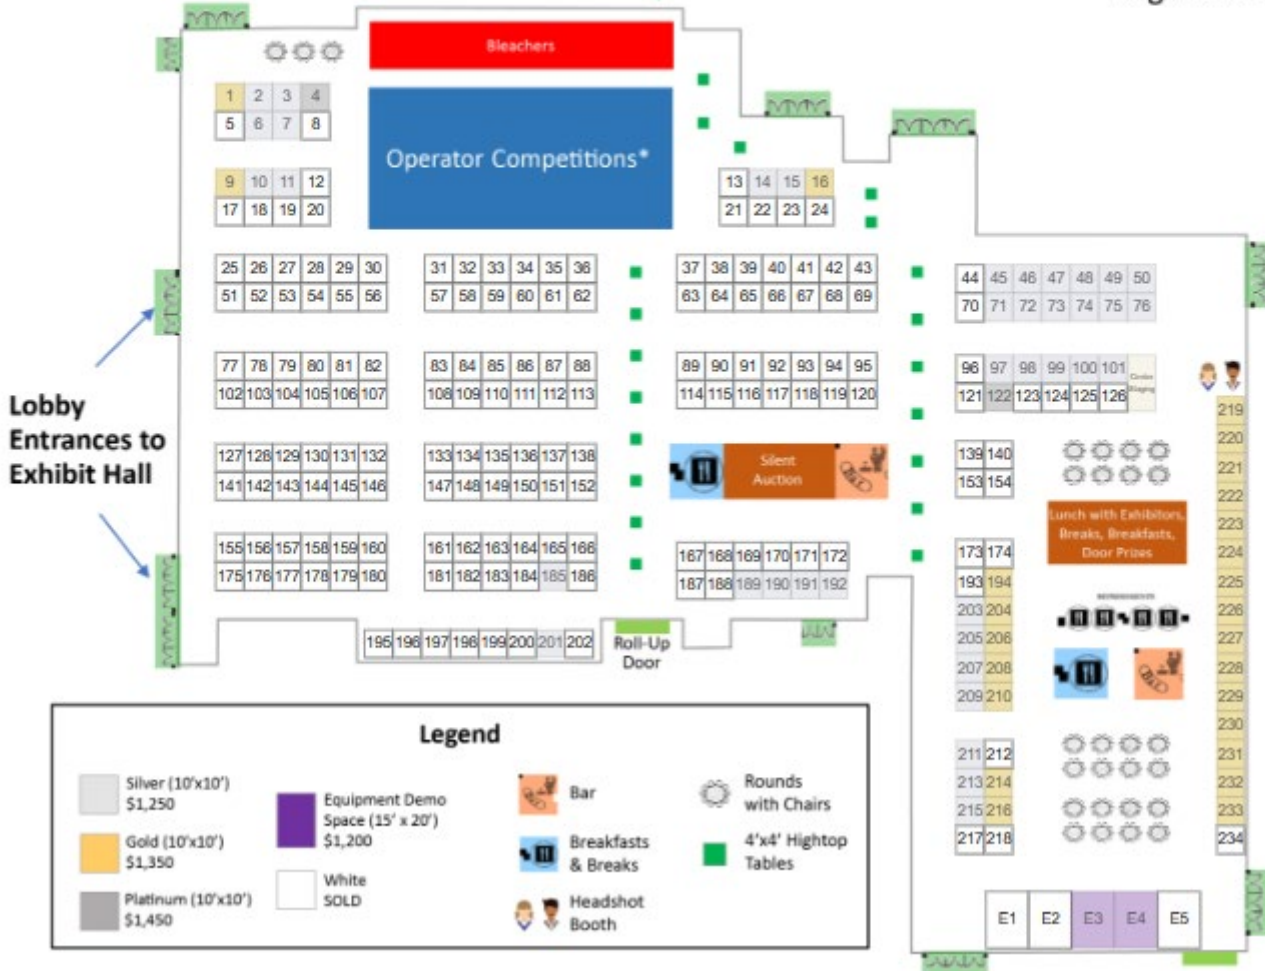 Bleachers
Operator Competitions*
1 2 3 4
5 6 7 8
9 10 11 12
17 18 19 20
13 14 15 16
21 22 23 24
25 26 27 28 29 30
51 52 53 54 55 56
31 32 33 34 35 36
57 58 59 60 61 62
37 38 39 40 41 42 43
63 64 65 66 67 68 69
44 45 46 47 48 49 50
70 71 72 73 74 75 76
77 78 79 80 81 82
102 103 104 105 106 107
83 84 85 86 87 88
108 109 110 111 112 113
89 90 91 92 93 94 95
114 115 116 117 118 119 120
96 97 98 99 100 101
121 122 123 124 125 126
Lobby
Entrances to
Exhibit Hall
127 128 129 130 131 132
141 142 143 144 145 146
133 134 135 136 137 138
147 148 149 150 151 152
Silent
Auction
139 140
153 154
155 156 157 158 159 160
175 176 177 178 179 180
161 162 163 164 165 166
181 182 183 184 185 186
167 168 169 170 171 172
187 188 189 190 191 192
195 196 197 198 199 200 201 202
Roll-Up
Door
Lunch with Exhibitors,
Breaks, Breakfasts,
Door Prizes
173 174
193 194
203 204
205 206
207 208
209 210
211 212
213 214
215 216
217 218
219
220
221
222
223
224
225
226
227
228
229
230
231
232
233
234
E1 E2 E3 E4 E5
Legend
Silver (10'x10')
$1,250
Gold (10'x10')
$1,350
Platinum (10'x10')
$1,450
Equipment Demo
Space (15' x 20')
$1,200
White
SOLD
Bar
Breakfasts
& Breaks
Headshot
Booth
Rounds
with Chairs
4'x4' Hightop
Tables